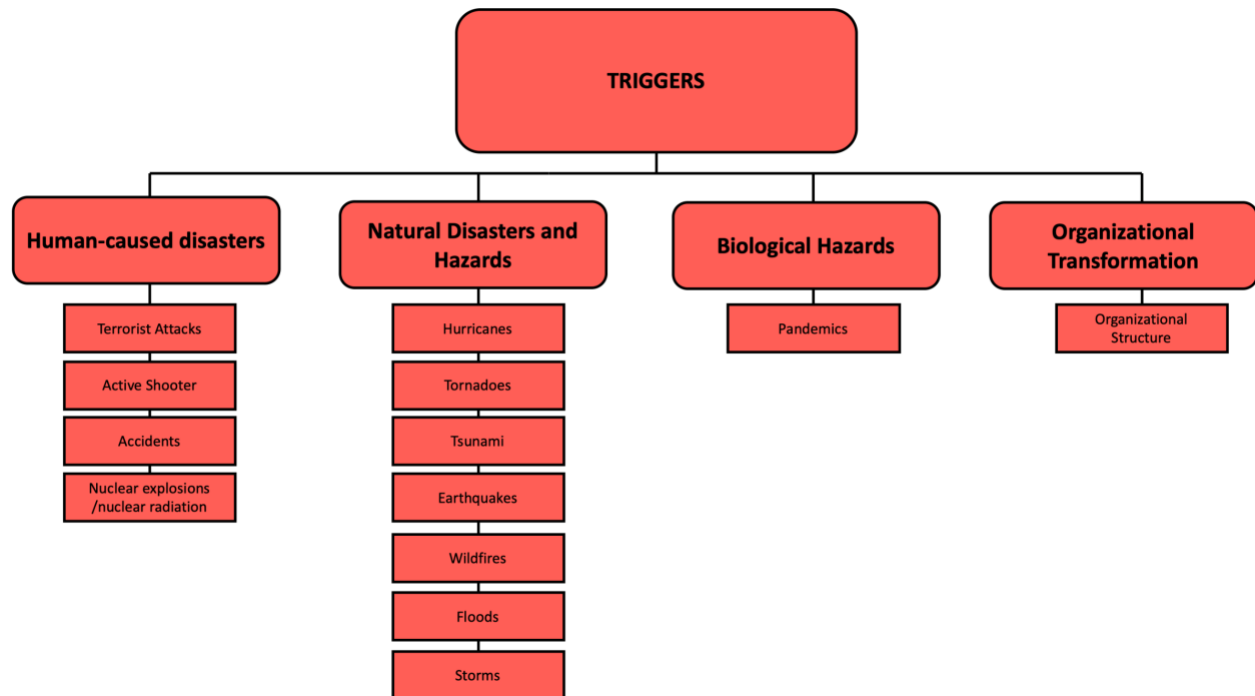 TRIGGERS
Human-caused disasters
Terrorist Attacks
Active Shooter
Accidents
Nuclear explosions
/nuclear radiation
Natural Disasters and
Hazards
Hurricanes
Tornadoes
Tsunami
Earthquakes
Wildfires
Floods
Storms
Biological Hazards
Pandemics
Organizational
Transformation
Organizational
Structure